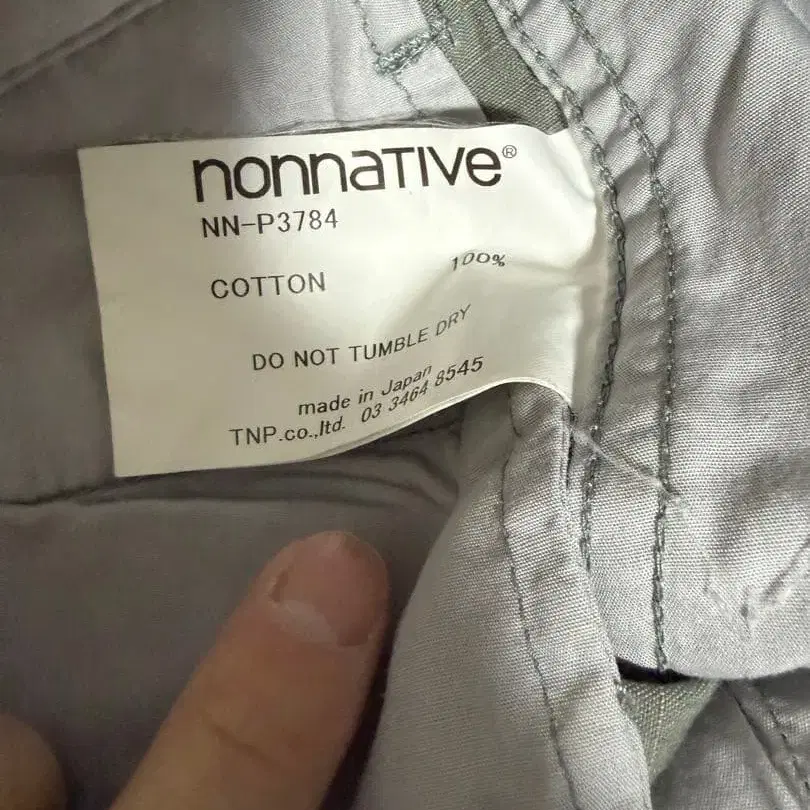 nonnative®
NN-P3784
COTTON 100%
DO NOT TUMBLE DRY
made in Japan
TNP.co.,ltd. 03 3464 8545